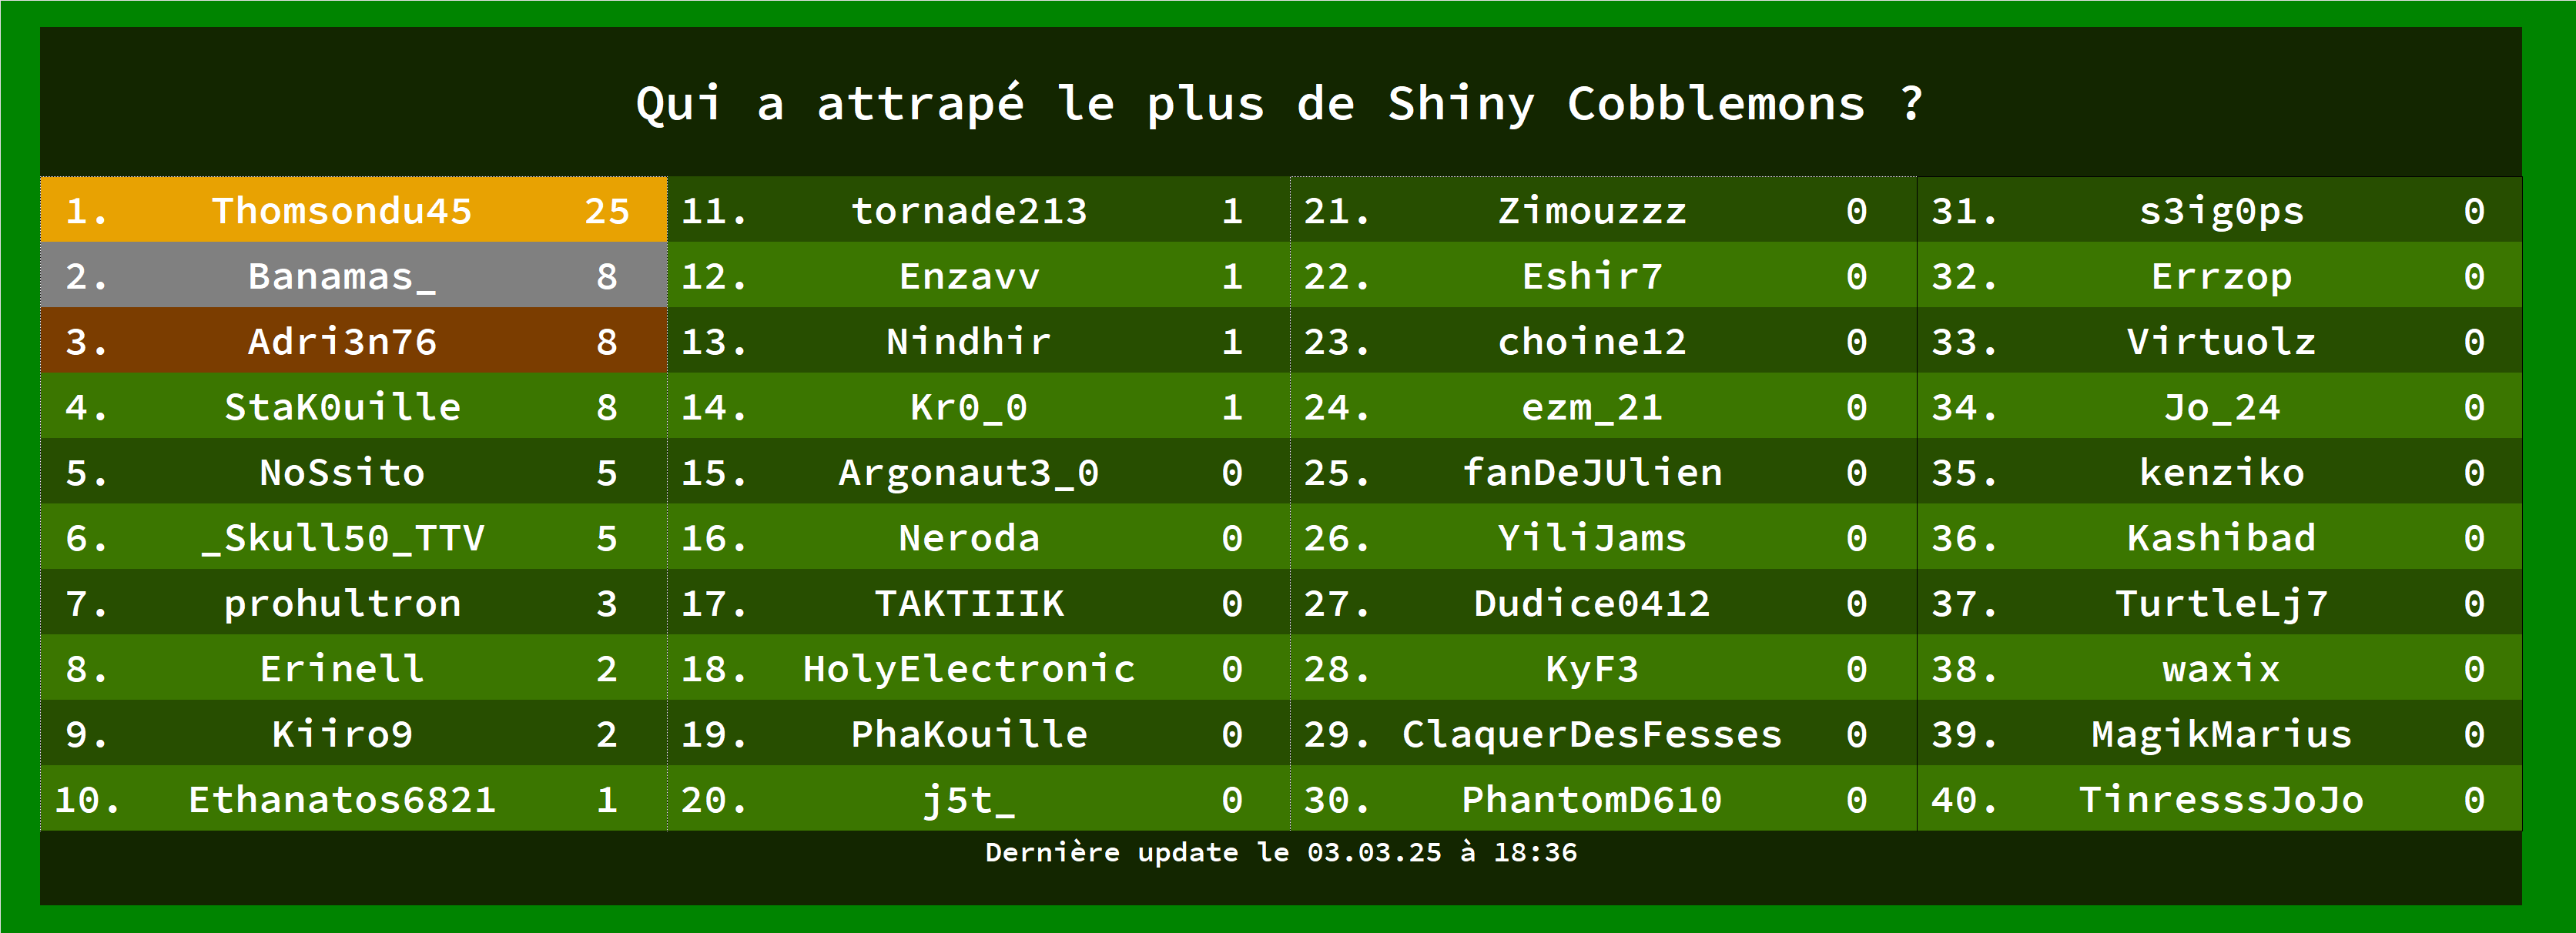 Qui a attrapé le plus de Shiny Cobblemons ?
1. Thomsondu45 25
2. Banamas_ 8
3. Adri3n76 8
4. StaK0uille 8
5. NoSsito 5
6. _Skull50_TTV 5
7. prohultron 3
8. Erinell 2
9. Kiiro9 2
10. Ethanatos6821 1
11. tornade213 1
12. Enzavv 1
13. Nindhir 1
14. Kr0_0 1
15. Argonaut3_0 0
16. Neroda 0
17. TAKTIIIK 0
18. HolyElectronic 0
19. PhaKouille 0
20. j5t_ 0
21. Zimouzzz 0
22. Eshir7 0
23. choine12 0
24. ezm_21 0
25. fanDeJUlien 0
26. YiliJams 0
27. Dudice0412 0
28. KyF3 0
29. ClaquerDesFesses 0
30. PhantomD610 0
31. s3ig0ps 0
32. Errzop 0
33. Virtuolz 0
34. Jo_24 0
35. kenziko 0
36. Kashibad 0
37. TurtleLj7 0
38. waxix 0
39. MagikMarius 0
40. TinresssJoJo 0
Dernière update le 03.03.25 à 18:36